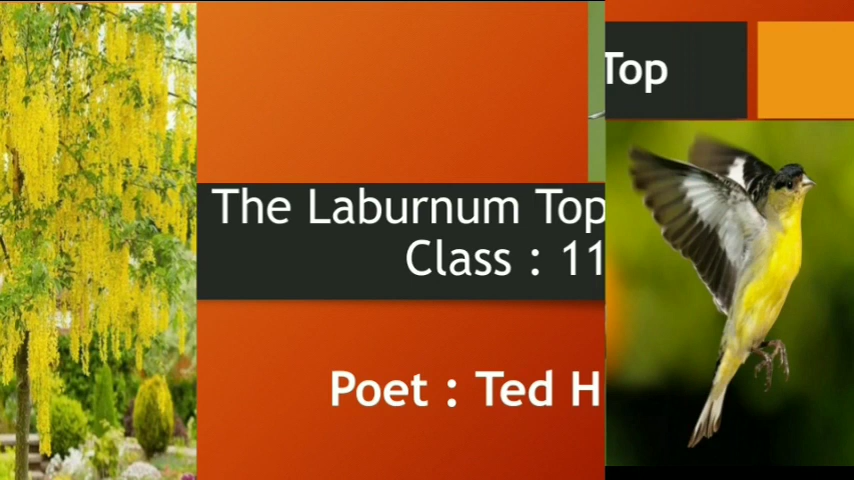 Top
The Laburnum Top
Class : 11
Poet : Ted H